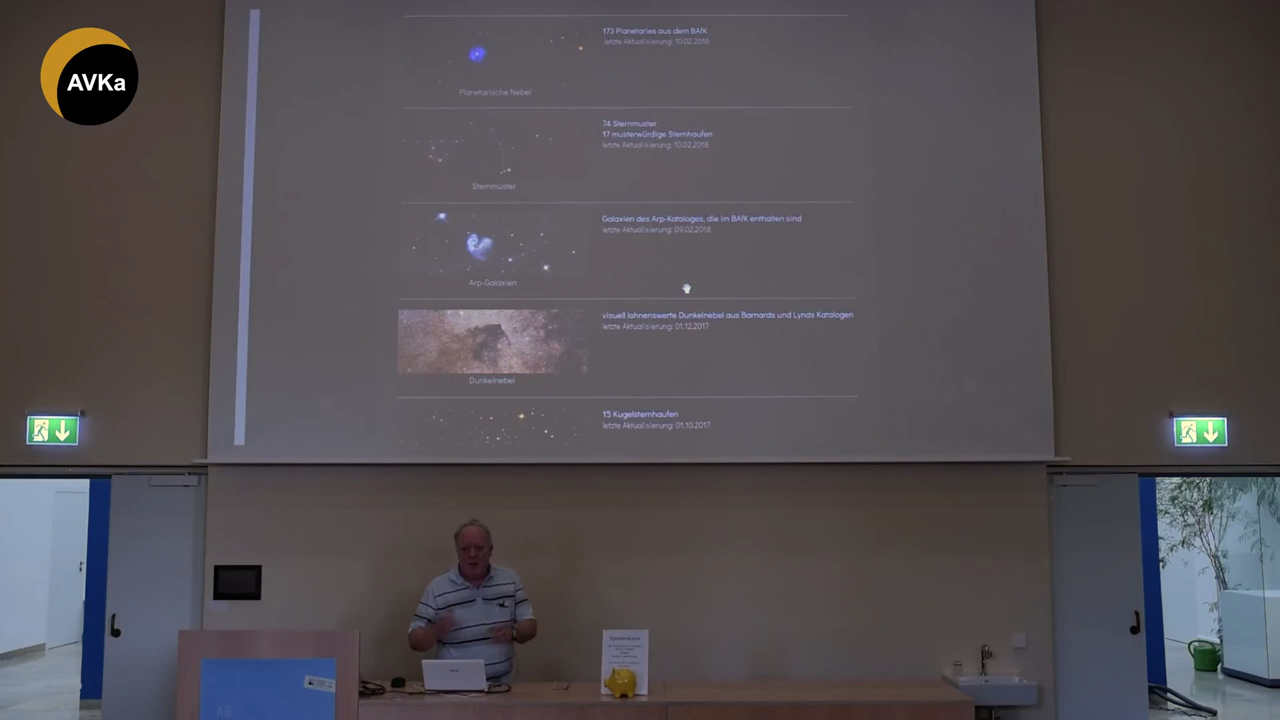 AVKa
173 Planetaries aus dem BAfK
letzte Aktualisierung: 10.02.2018
Planetarische Nebel
74 Sternmuster
17 musterwürdige Sternhaufen
letzte Aktualisierung: 10.02.2018
Sternmuster
Galaxien des Arp-Kataloges, die im BAfK enthalten sind
letzte Aktualisierung: 09.02.2018
Arp-Galaxien
visuell lohnenswerte Dunkelnebel aus Barnards und Lynds Katalogen
letzte Aktualisierung: 01.12.2017
Dunkelnebel
15 Kugelsternhaufen
letzte Aktualisierung: 01.10.2017